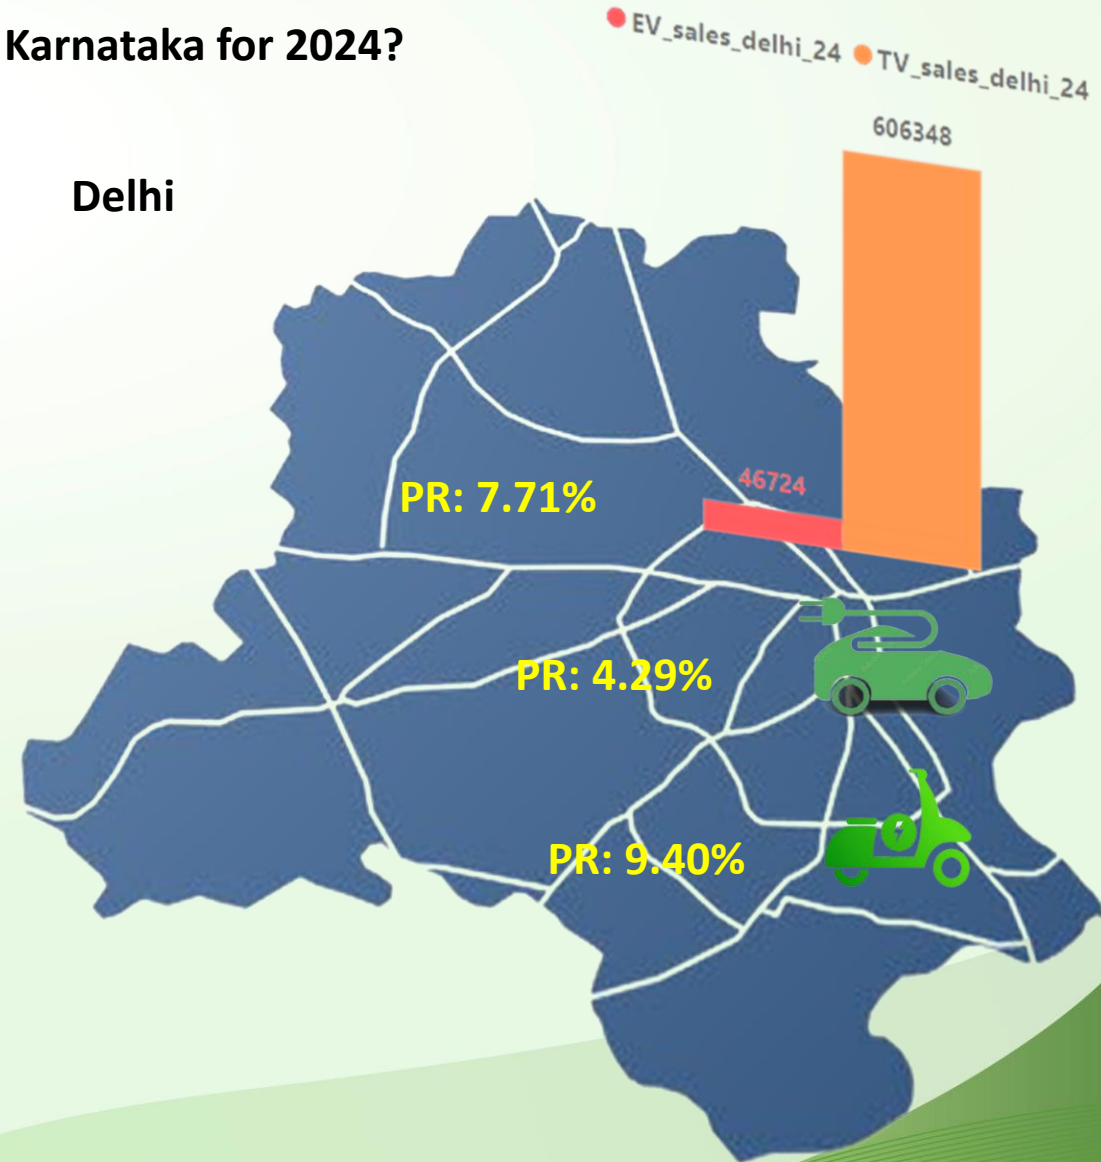 Karnataka for 2024?
EV_sales_delhi_24 TV_sales_delhi_24
606348
Delhi
46724
PR: 7.71%
PR: 4.29%
PR: 9.40%